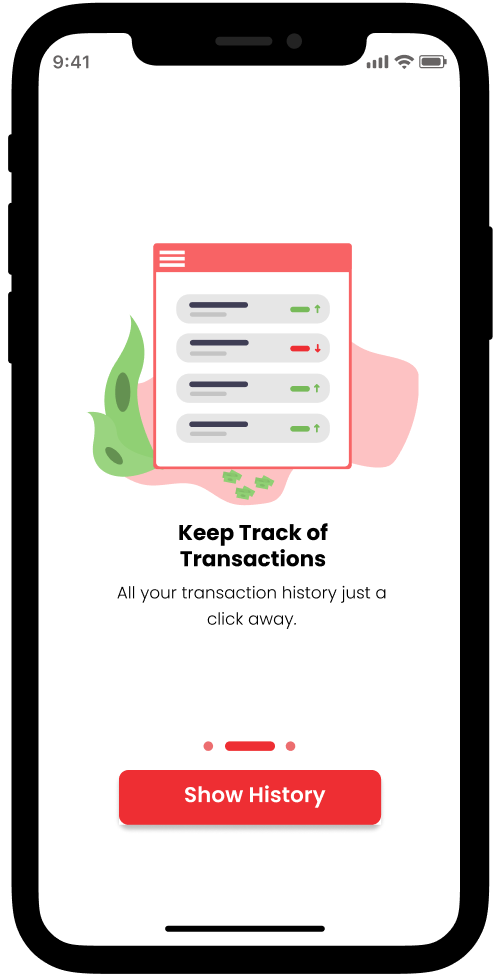 9:41
Keep Track of
Transactions
All your transaction history just a
click away.
Show History